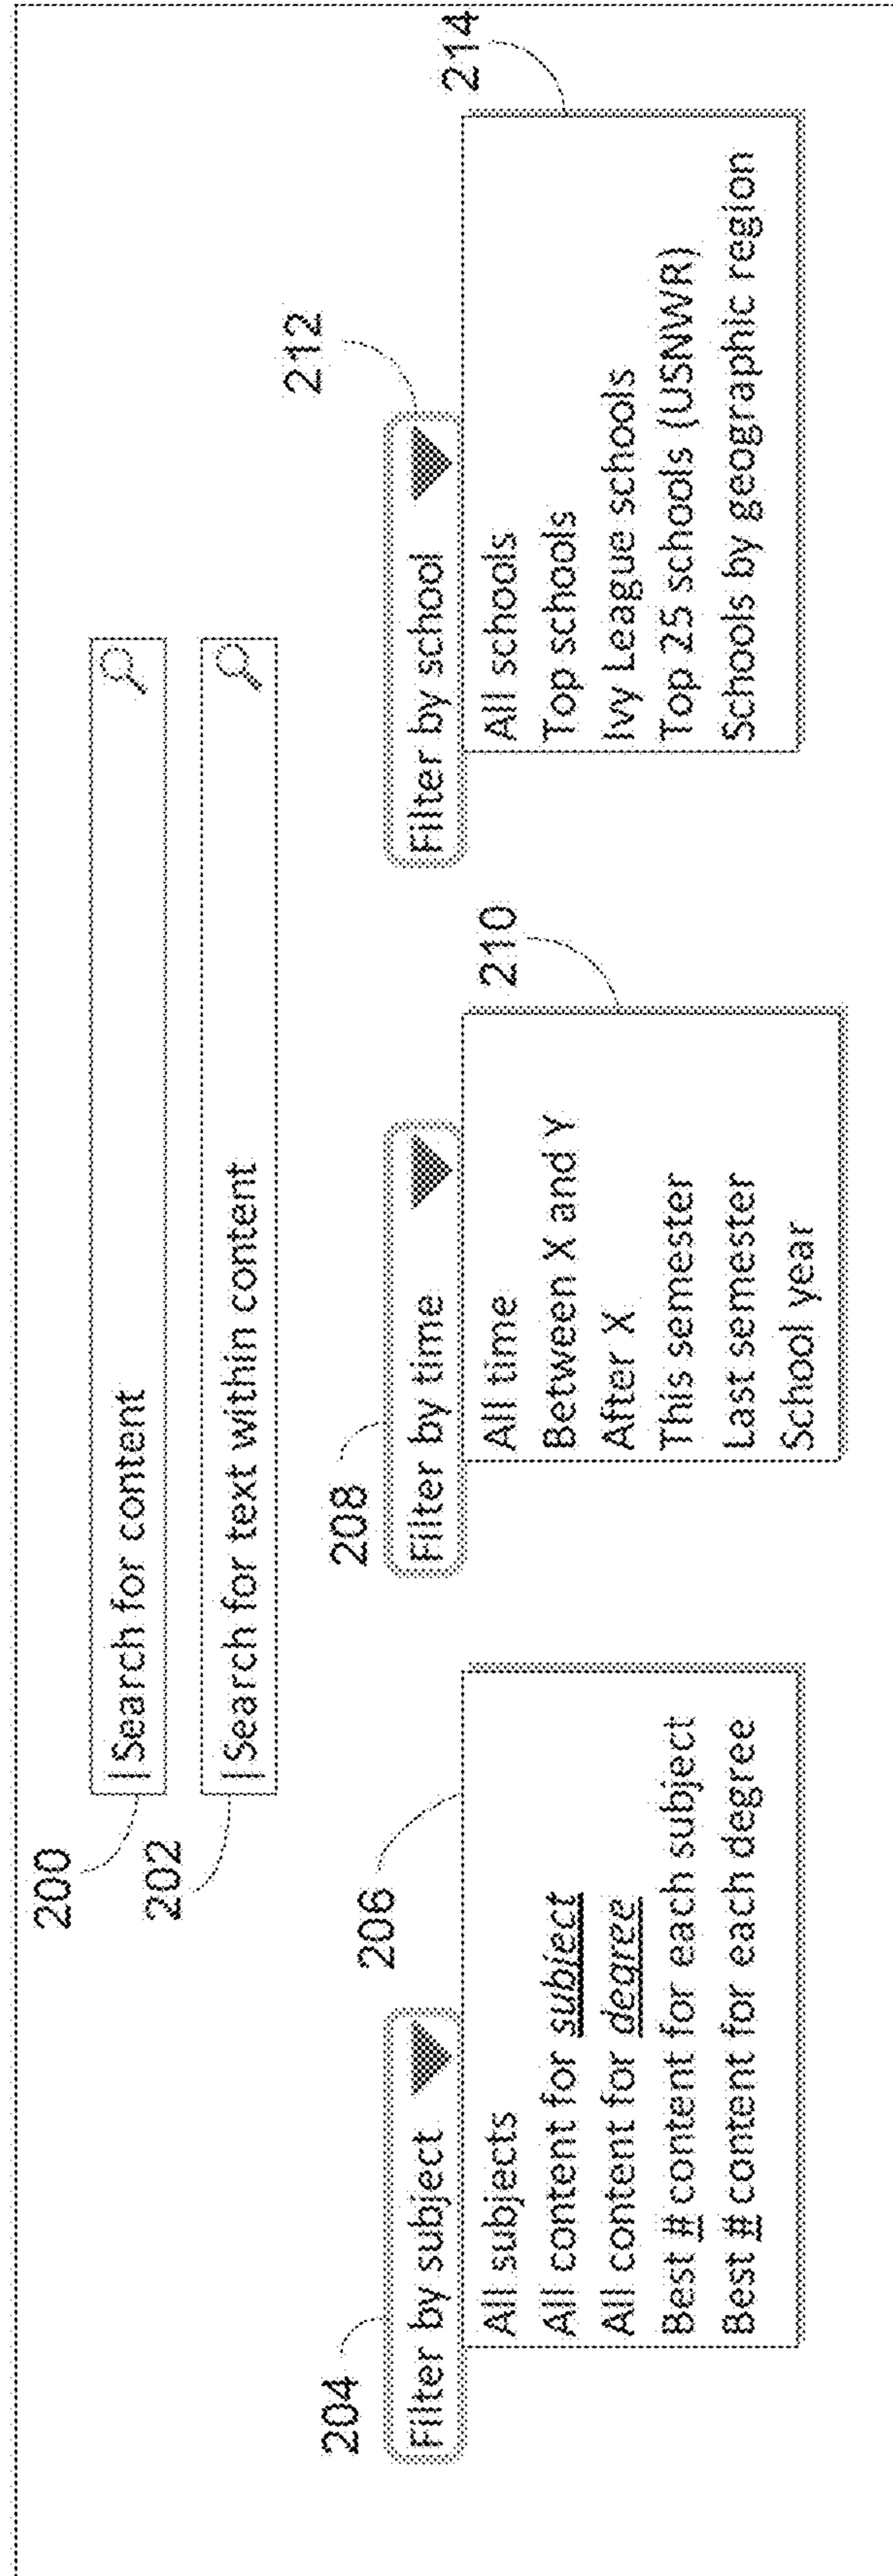 200
Search for content
202
Search for text within content
204
Filter by subject
206
All subjects
All content for subject
All content for degree
Best # content for each subject
Best # content for each degree
208
Filter by time
210
All time
Between X and Y
After X
This semester
Last semester
School year
212
Filter by school
214
All schools
Top schools
Ivy League schools
Top 25 schools (USNWR)
Schools by geographic region